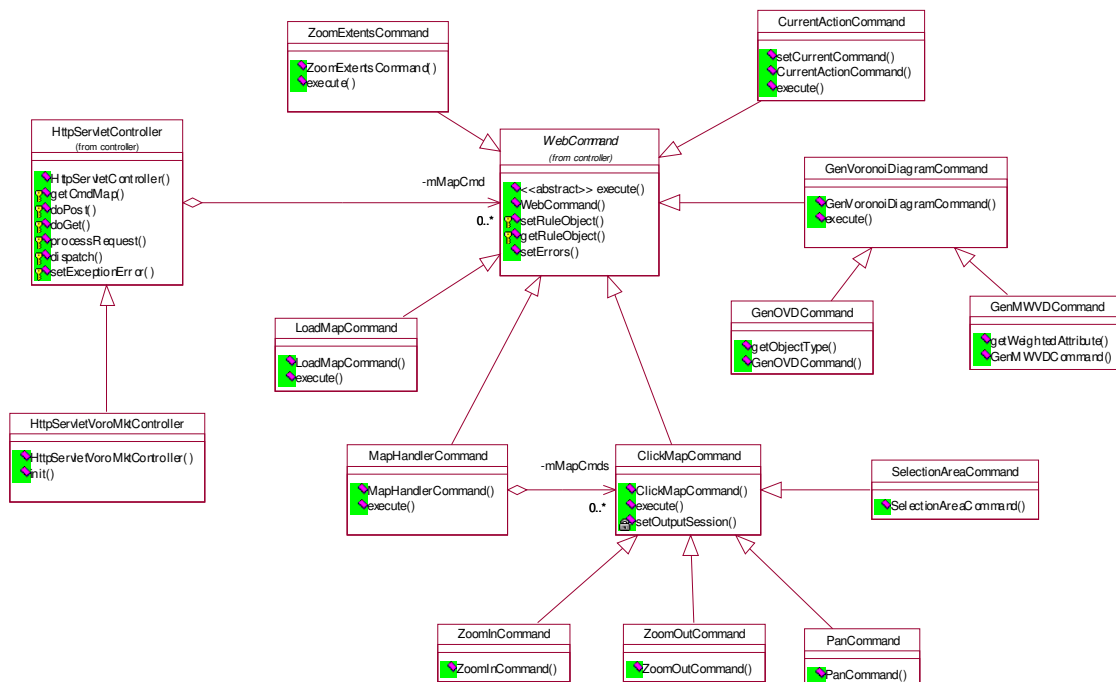 ZoomExtentsCommand
ZoomExtentsCommand()
execute()
CurrentActionCommand
setCurrentCommand()
CurrentActionCommand()
execute()
HttpServletController
(from controller)
HttpServletController()
getCmdMap()
doPost()
doGet()
processRequest()
dispatch()
setExceptionError()
-mMapCmd
0..*
WebCommand
(from controller)
<<abstract>> execute()
WebCommand()
setRuleObject()
getRuleObject()
setErrors()
GenVoronoiDiagramCommand
GenVoronoiDiagramCommand()
execute()
LoadMapCommand
LoadMapCommand()
execute()
GenOVDCommand
getObjectType()
GenOVDCommand()
GenMWVDCommand
getWeightedAttribute()
GenMWVDCommand()
HttpServletVoroMktController
HttpServletVoroMktController()
init()
MapHandlerCommand
MapHandlerCommand()
execute()
-mMapCmds
0..*
ClickMapCommand
ClickMapCommand()
execute()
setOutputSession()
SelectionAreaCommand
SelectionAreaCommand()
ZoomInCommand
ZoomInCommand()
ZoomOutCommand
ZoomOutCommand()
PanCommand
PanCommand()